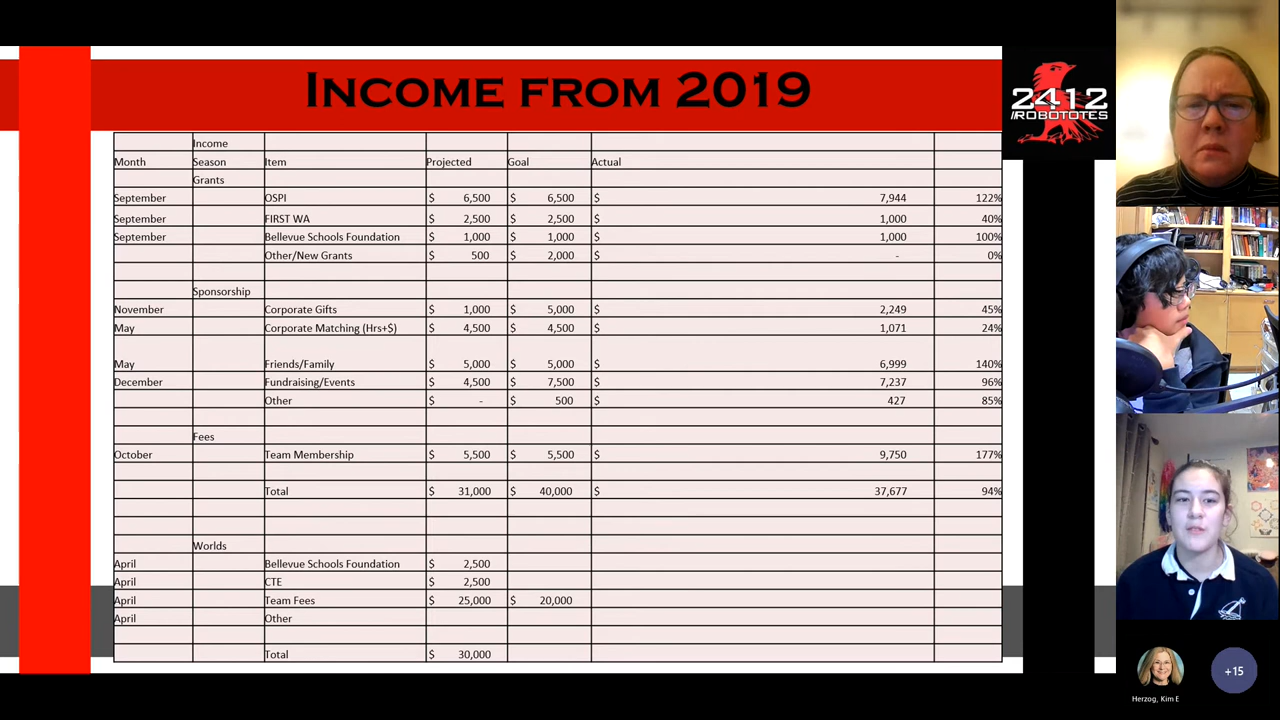 INCOME FROM 2019
2412
//ROBOTOTES
Income
Month Season Item Projected Goal Actual
Grants
September OSPI $ 6,500 $ 6,500 $ 7,944 122%
September FIRST WA $ 2,500 $ 2,500 $ 1,000 40%
September Bellevue Schools Foundation $ 1,000 $ 1,000 $ 1,000 100%
Other/New Grants $ 500 $ 2,000 $ - 0%
Sponsorship
November Corporate Gifts $ 1,000 $ 5,000 $ 2,249 45%
May Corporate Matching (Hrs+$) $ 4,500 $ 4,500 $ 1,071 24%
May Friends/Family $ 5,000 $ 5,000 $ 6,999 140%
December Fundraising/Events $ 4,500 $ 7,500 $ 7,237 96%
Other $ - $ 500 $ 427 85%
Fees
October Team Membership $ 5,500 $ 5,500 $ 9,750 177%
Total $ 31,000 $ 40,000 $ 37,677 94%
Worlds
April Bellevue Schools Foundation $ 2,500
April CTE $ 2,500
April Team Fees $ 25,000 $ 20,000
April Other
Total $ 30,000
Herzog, Kim E
+15